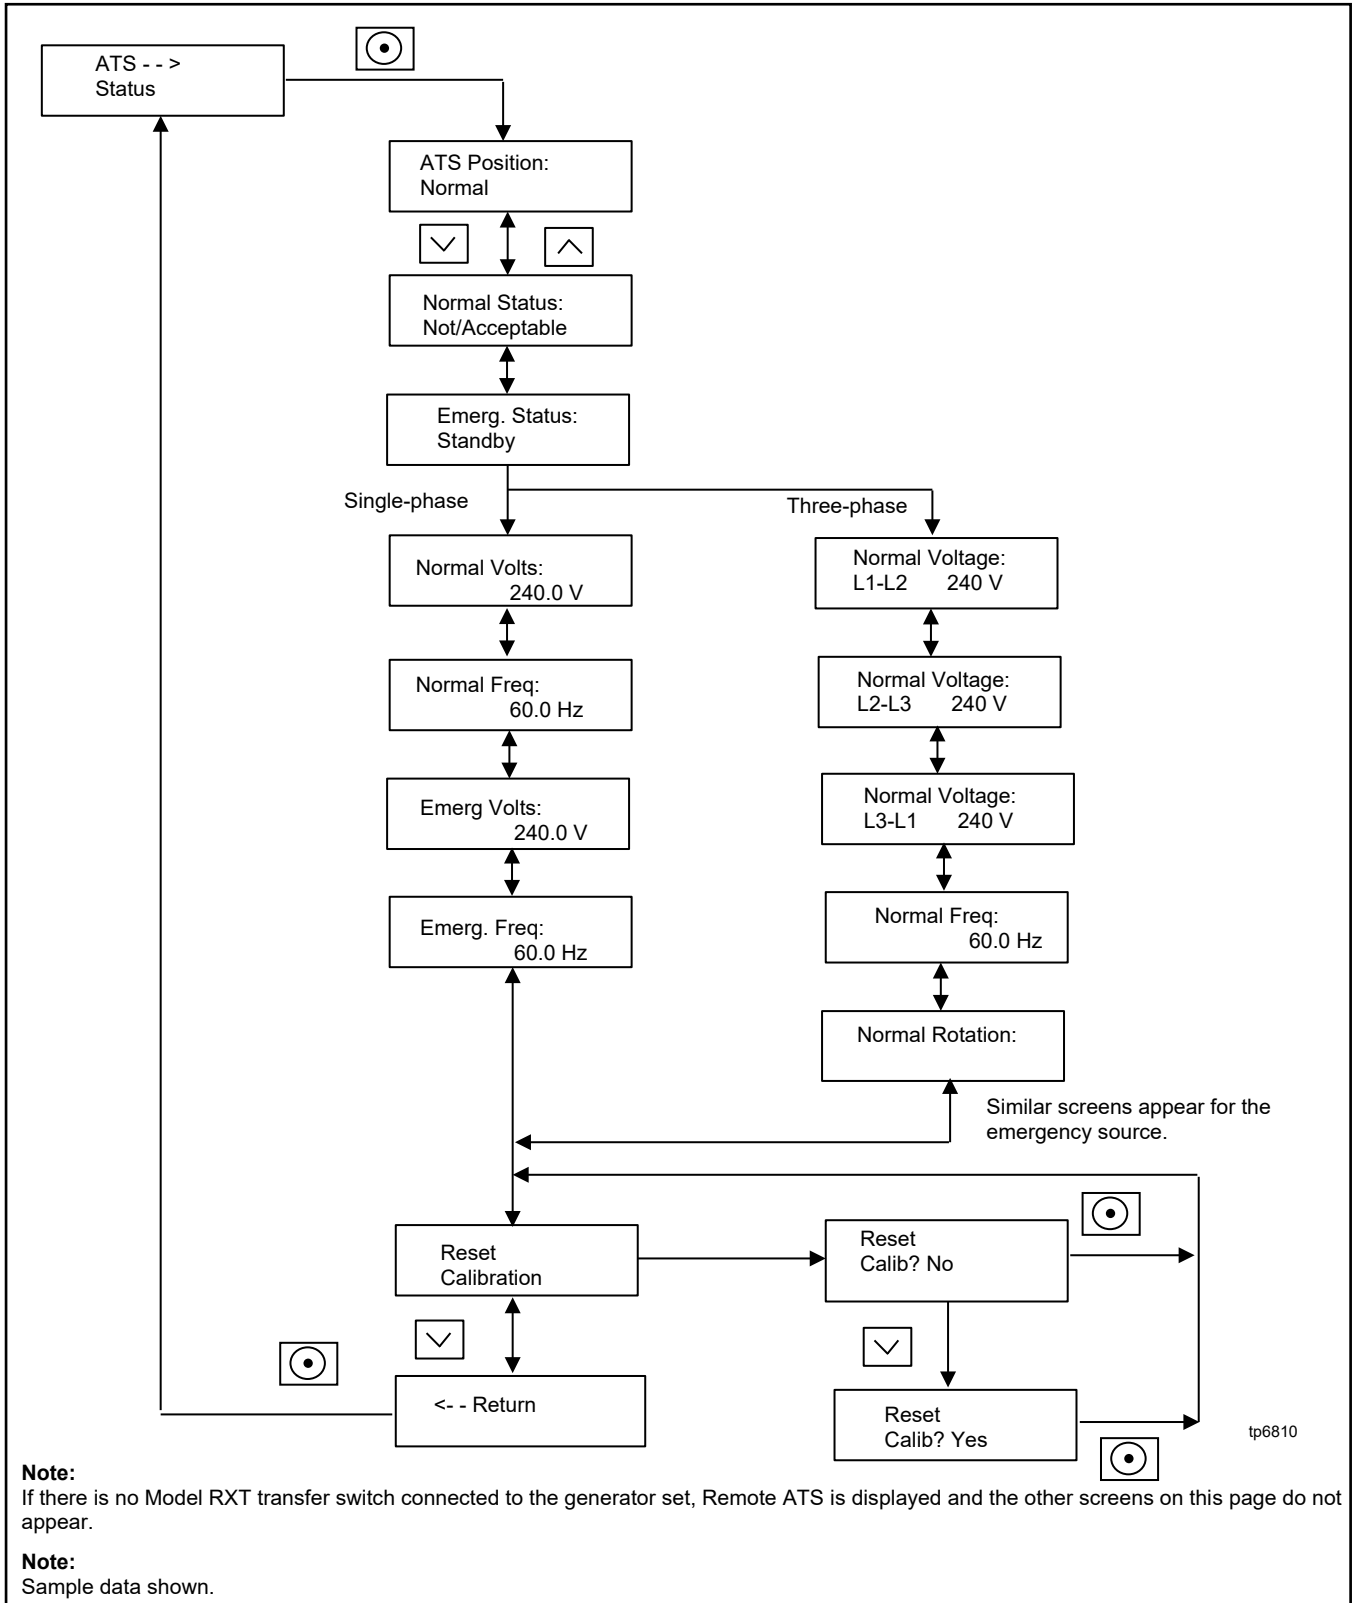 ATS - - >
Status
ATS Position:
Normal
Normal Status:
Not/Acceptable
Emerg. Status:
Standby
Single-phase
Three-phase
Normal Volts:
240.0 V
Normal Freq:
60.0 Hz
Emerg Volts:
240.0 V
Emerg. Freq:
60.0 Hz
Normal Voltage:
L1-L2 240 V
Normal Voltage:
L2-L3 240 V
Normal Voltage:
L3-L1 240 V
Normal Freq:
60.0 Hz
Normal Rotation:
Similar screens appear for the
emergency source.
Reset
Calibration
Reset
Calib? No
<- - Return
Reset
Calib? Yes
tp6810
Note:
If there is no Model RXT transfer switch connected to the generator set, Remote ATS is displayed and the other screens on this page do not
appear.
Note:
Sample data shown.